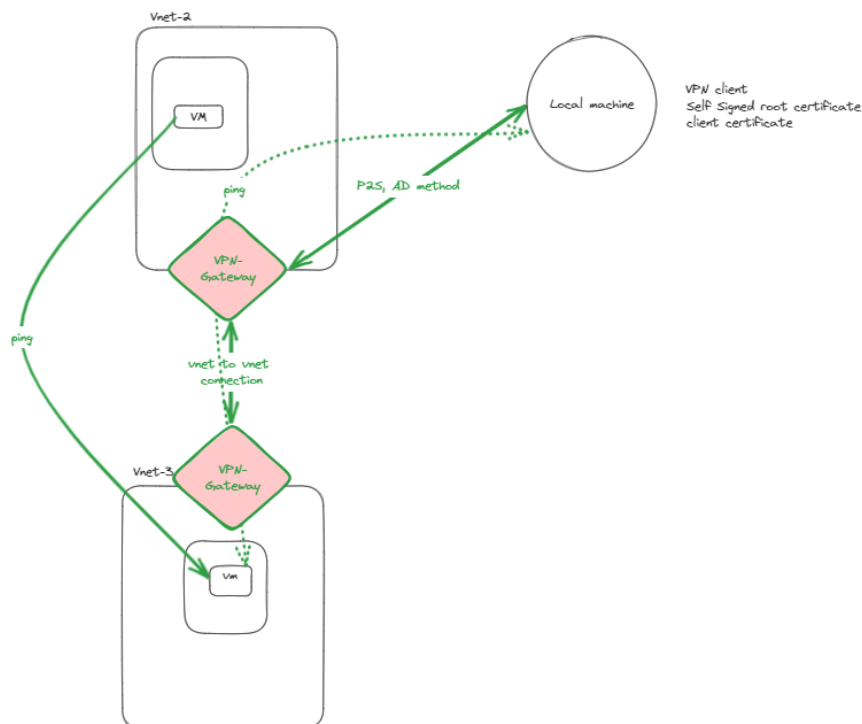 Vnet-2
VM
Local machine
VPN client
Self Signed root certificate
client certificate
ping
P2S, AD method
VPN-
Gateway
ping
vnet to vnet
connection
Vnet-3
VPN-
Gateway
Vm